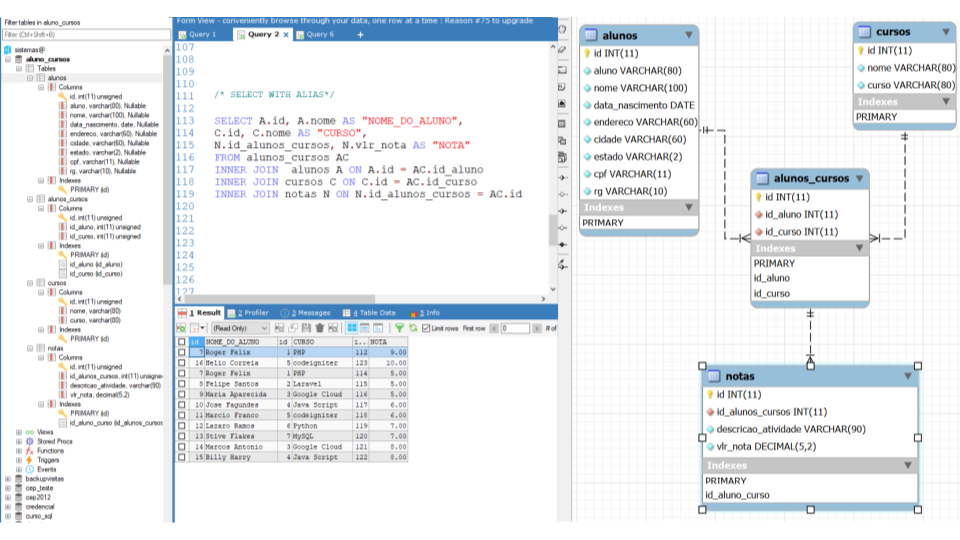 Filter tables in aluno_cursos
Filter (Ctrl+Shift+B)
sistemas@
aluno_cursos
Tables
alunos
Columns
id, int(11) unsigned
aluno, varchar(80), Nullable
nome, varchar(100), Nullable
data_nascimento, date, Nullable
endereco, varchar(60), Nullable
cidade, varchar(60), Nullable
estado, varchar(2), Nullable
cpf, varchar(11), Nullable
rg, varchar(10), Nullable
Indexes
PRIMARY (id)
alunos_cursos
Columns
id, int(11) unsigned
id_aluno, int(11) unsigned
id_curso, int(11) unsigned
Indexes
PRIMARY (id)
id_aluno (id_aluno)
id_curso (id_curso)
cursos
Columns
id, int(11) unsigned
nome, varchar(80)
curso, varchar(80)
Indexes
PRIMARY (id)
notas
Columns
id, int(11) unsigned
id_alunos_cursos, int(11) unsigne
descricao_atividade, varchar(90)
vlr_nota, decimal(5,2)
Indexes
PRIMARY (id)
id_aluno_curso (id_alunos_cursos
Views
Stored Procs
Functions
Triggers
Events
backupvisitas
cep_teste
cep2012
credencial
curso_sql
Form View - conveniently browse through your data, one row at a time : Reason #75 to upgrade
Query 1 Query 2 × Query 6 +
107
108
109
110
111 /* SELECT WITH ALIAS*/
112
113 SELECT A.id, A.nome AS "NOME_DO_ALUNO",
114 C.id, C.nome AS "CURSO",
115 N.id_alunos_cursos, N.vlr_nota AS "NOTA"
116 FROM alunos_cursos AC
117 INNER JOIN alunos A ON A.id = AC.id_aluno
118 INNER JOIN cursos C ON C.id = AC.id_curso
119 INNER JOIN notas N ON N.id_alunos_cursos = AC.id
120
121
122
123
124
125
126
127
1 Result 2 Profiler 3 Messages 4 Table Data 5 Info
(Read Only) Limit rows First row 0 # of
id NOME_DO_ALUNO id CURSO i... NOTA
7 Roger Felix 1 PHP 112 9.00
16 Helio Correia 5 codeigniter 123 10.00
7 Roger Felix 1 PHP 114 5.00
8 Felipe Santos 2 Laravel 115 5.00
9 Maria Aparecida 3 Google Cloud 116 5.00
10 Jose Fagundes 4 Java Script 117 6.00
11 Marcio Franco 5 codeigniter 118 6.00
12 Lazaro Ramos 6 Python 119 7.00
13 Stive Flakes 7 MySQL 120 7.00
14 Marcos Antonio 3 Google Cloud 121 8.00
15 Billy Harry 4 Java Script 122 8.00
alunos
id INT(11)
aluno VARCHAR(80)
nome VARCHAR(100)
data_nascimento DATE
endereco VARCHAR(60)
cidade VARCHAR(60)
estado VARCHAR(2)
cpf VARCHAR(11)
rg VARCHAR(10)
Indexes
PRIMARY
cursos
id INT(11)
nome VARCHAR(80)
curso VARCHAR(80)
Indexes
PRIMARY
alunos_cursos
id INT(11)
id_aluno INT(11)
id_curso INT(11)
Indexes
PRIMARY
id_aluno
id_curso
notas
id INT(11)
id_alunos_cursos INT(11)
descricao_atividade VARCHAR(90)
vlr_nota DECIMAL(5,2)
Indexes
PRIMARY
id_aluno_curso